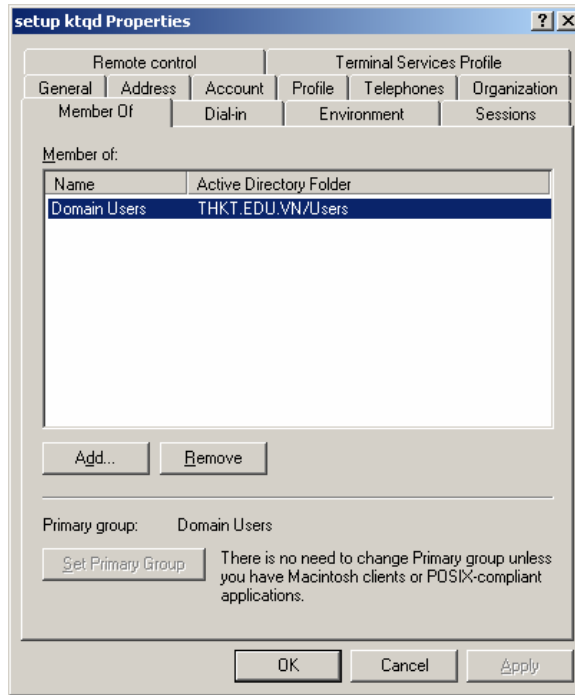 setup ktqd Properties
Remote control Terminal Services Profile
General Address Account Profile Telephones Organization
Member Of Dial-in Environment Sessions
Member of:
Name Active Directory Folder
Domain Users THKT.EDU.VN/Users
Add... Remove
Primary group: Domain Users
Set Primary Group
There is no need to change Primary group unless
you have Macintosh clients or POSIX-compliant
applications.
OK Cancel Apply